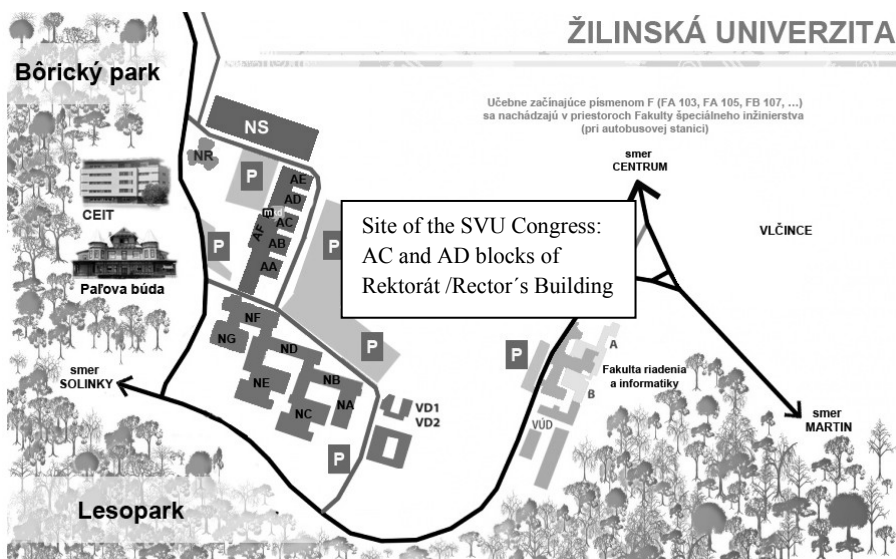 ŽILINSKÁ UNIVERZITA
Bôrický park
Učebne začínajúce písmenom F (FA 103, FA 105, FB 107, ...)
sa nachádzajú v priestoroch Fakulty špeciálneho inžinierstva
(pri autobusovej stanici)
NS
NR
P
AE
AD
AC
AF
AB
AA
CEIT
P
P
Paľova búda
smer
CENTRUM
VLČINCE
Site of the SVU Congress:
AC and AD blocks of
Rektorát /Rector´s Building
NF
NG
ND
NE
NB
NC
NA
P
P
P
smer
SOLINKY
VD1
VD2
A
Fakulta riadenia
a informatiky
B
VÚD
smer
MARTIN
Lesopark